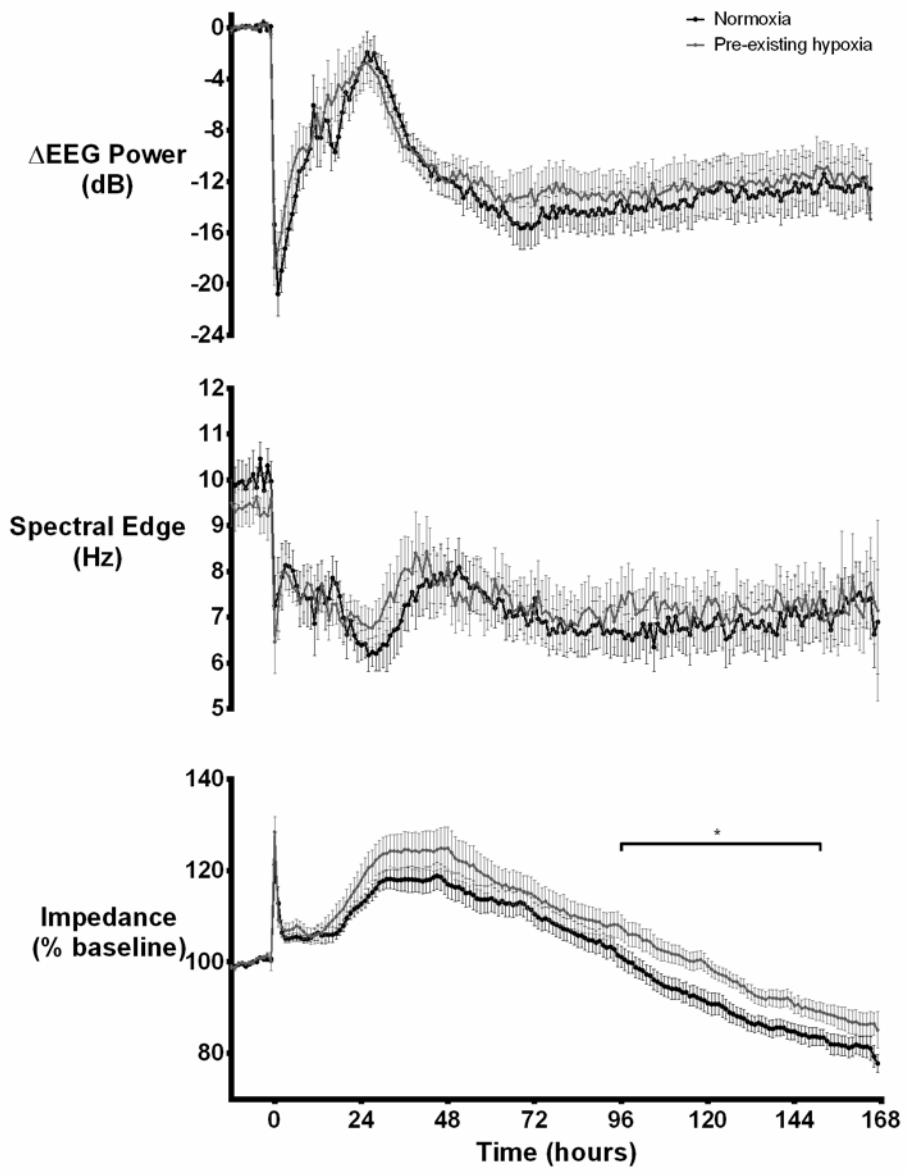 Normoxia
Pre-existing hypoxia
0
-4
-8
-12
-16
-20
-24
ΔEEG Power
(dB)
12
11
10
9
8
7
6
5
Spectral Edge
(Hz)
140
120
100
80
Impedance
(% baseline)
*
0 24 48 72 96 120 144 168
Time (hours)